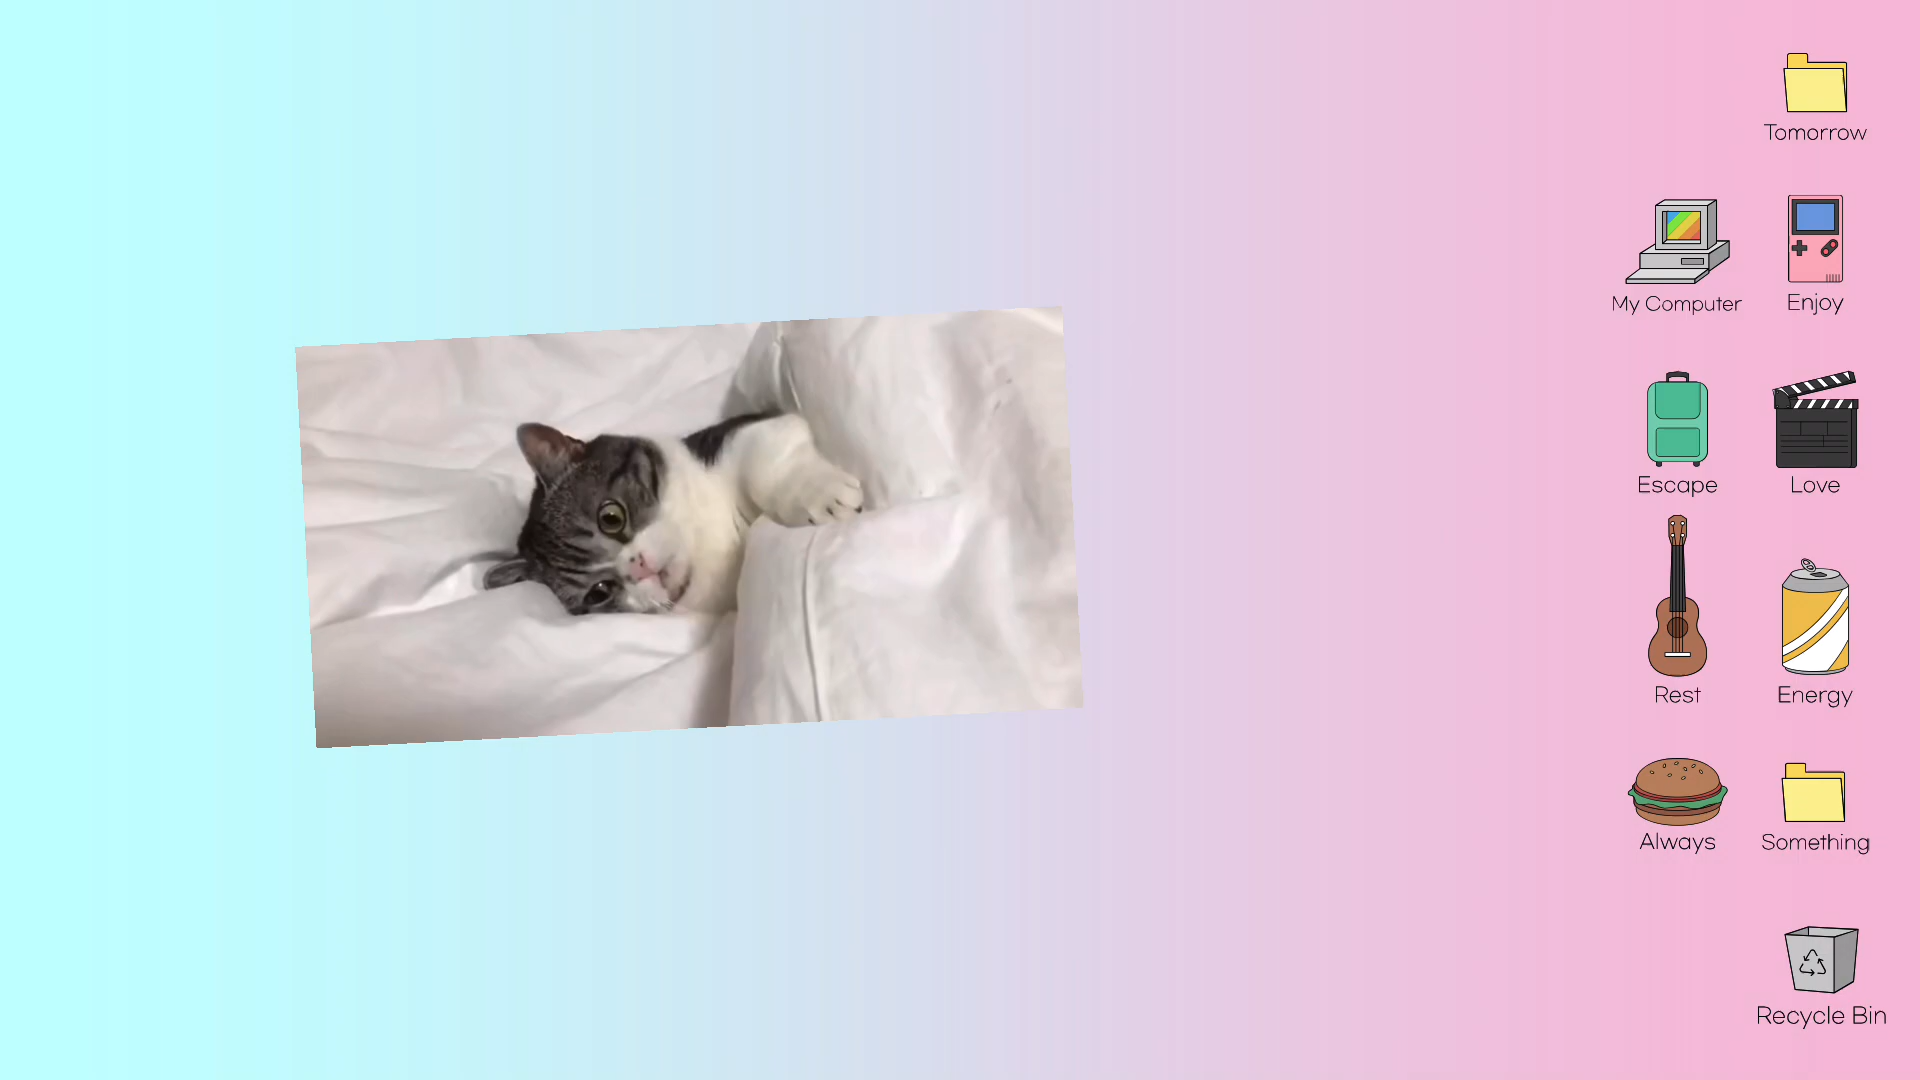 Tomorrow
My Computer
Enjoy
Escape
Love
Rest
Energy
Always
Something
Recycle Bin